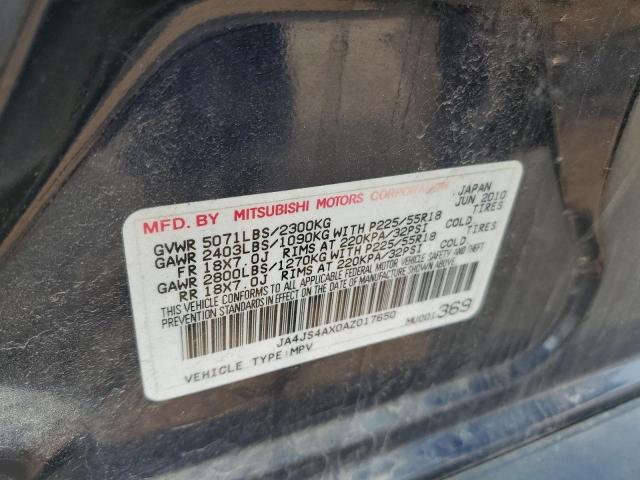 MFD. BY MITSUBISHI MOTORS CORPORATION JAPAN
JUN 2010
GVWR 5071LBS/2300KG
GAWR 2403LBS/1090KG WITH P225/55R18 TIRES
FR 18X7.0J RIMS AT 220KPA/32PSI COLD
GAWR 2800LBS/1270KG WITH P225/55R18 TIRES
RR 18X7.0J RIMS AT 220KPA/32PSI COLD
THIS VEHICLE CONFORMS TO ALL APPLICABLE FEDERAL MOTOR VEHICLE SAFETY AND THEFT
PREVENTION STANDARDS IN EFFECT ON THE DATE OF MANUFACTURE SHOWN ABOVE.
JA4JS4AX0AZ017650 MU001369
VEHICLE TYPE:MPV